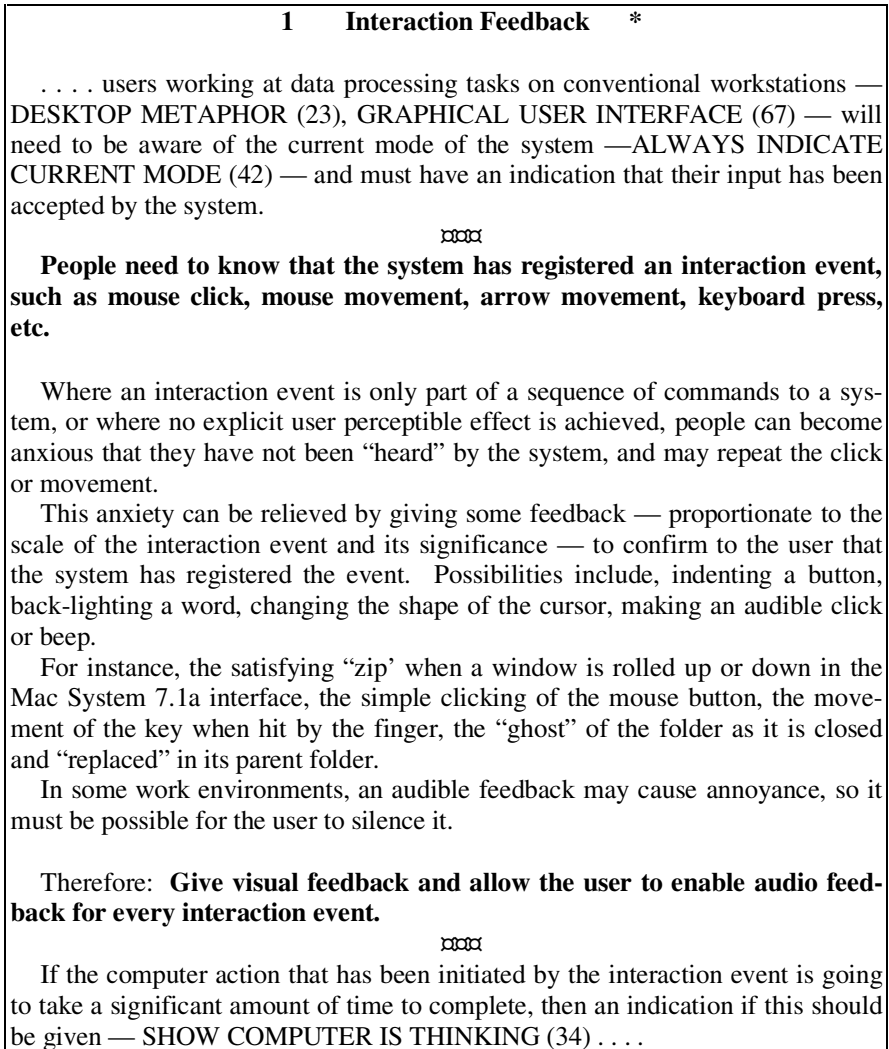 1 Interaction Feedback *
. . . . users working at data processing tasks on conventional workstations —
DESKTOP METAPHOR (23), GRAPHICAL USER INTERFACE (67) — will
need to be aware of the current mode of the system —ALWAYS INDICATE
CURRENT MODE (42) — and must have an indication that their input has been
accepted by the system.
¤¤¤
People need to know that the system has registered an interaction event,
such as mouse click, mouse movement, arrow movement, keyboard press,
etc.
Where an interaction event is only part of a sequence of commands to a sys-
tem, or where no explicit user perceptible effect is achieved, people can become
anxious that they have not been “heard” by the system, and may repeat the click
or movement.
This anxiety can be relieved by giving some feedback — proportionate to the
scale of the interaction event and its significance — to confirm to the user that
the system has registered the event. Possibilities include, indenting a button,
back-lighting a word, changing the shape of the cursor, making an audible click
or beep.
For instance, the satisfying “zip’ when a window is rolled up or down in the
Mac System 7.1a interface, the simple clicking of the mouse button, the move-
ment of the key when hit by the finger, the “ghost” of the folder as it is closed
and “replaced” in its parent folder.
In some work environments, an audible feedback may cause annoyance, so it
must be possible for the user to silence it.
Therefore: Give visual feedback and allow the user to enable audio feed-
back for every interaction event.
¤¤¤
If the computer action that has been initiated by the interaction event is going
to take a significant amount of time to complete, then an indication if this should
be given — SHOW COMPUTER IS THINKING (34) . . . .